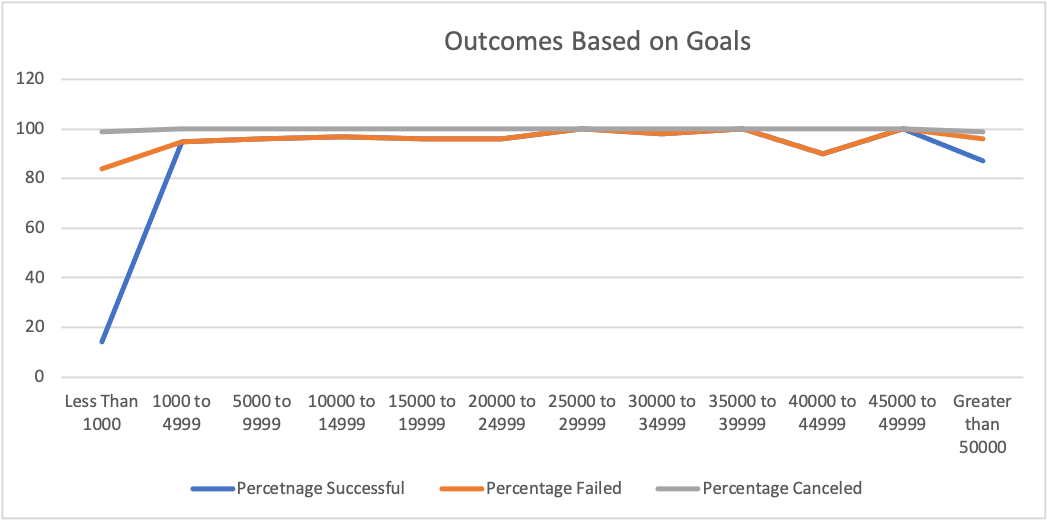 Outcomes Based on Goals
120
100
80
60
40
20
0
Less Than 1000
1000 to 4999
5000 to 9999
10000 to 14999
15000 to 19999
20000 to 24999
25000 to 29999
30000 to 34999
35000 to 39999
40000 to 44999
45000 to 49999
Greater than 50000
Percetnage Successful
Percentage Failed
Percentage Canceled